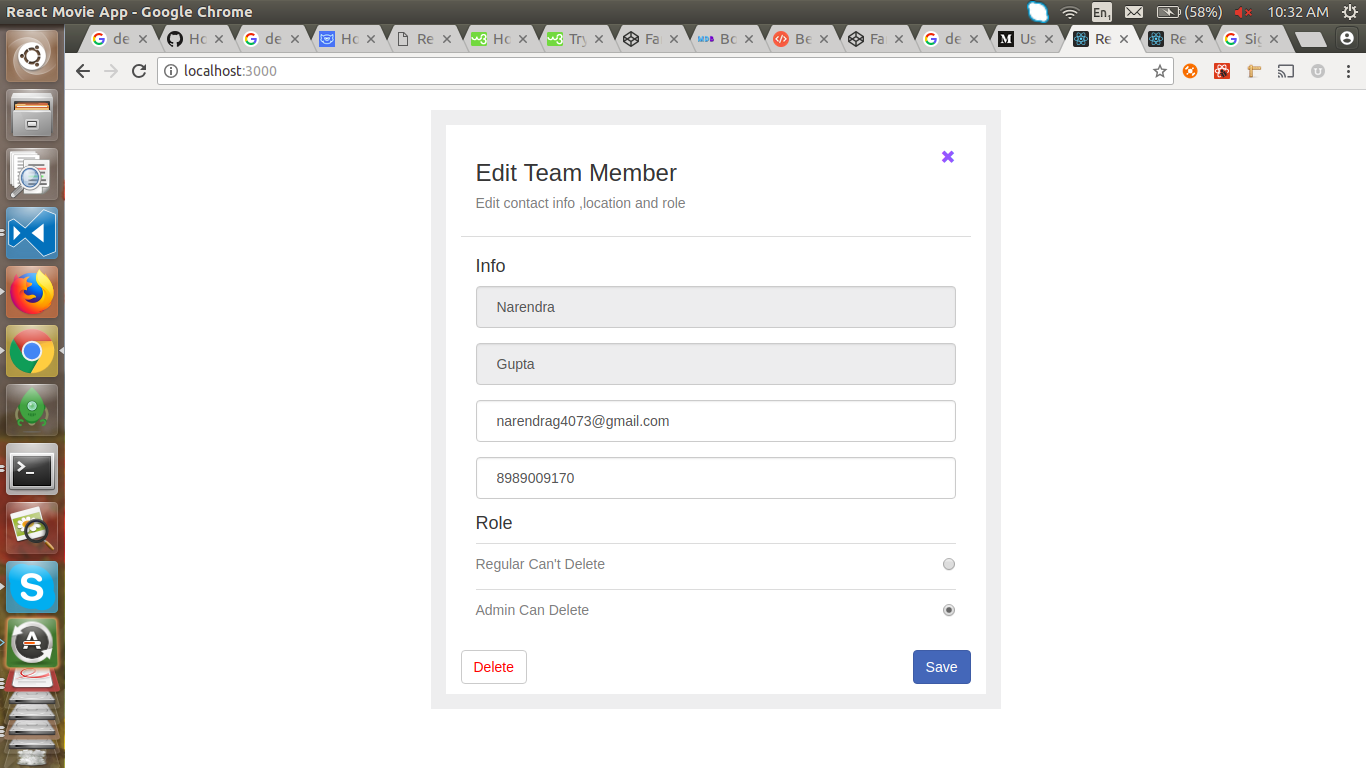 React Movie App - Google Chrome
En1 (58%) 10:32 AM
de Ho de Ho Re Ho Try Fa Bo Be Fa de Us Re Re Sig
localhost:3000
Edit Team Member
Edit contact info ,location and role
Info
Narendra
Gupta
narendrag4073@gmail.com
8989009170
Role
Regular Can't Delete
Admin Can Delete
Delete Save